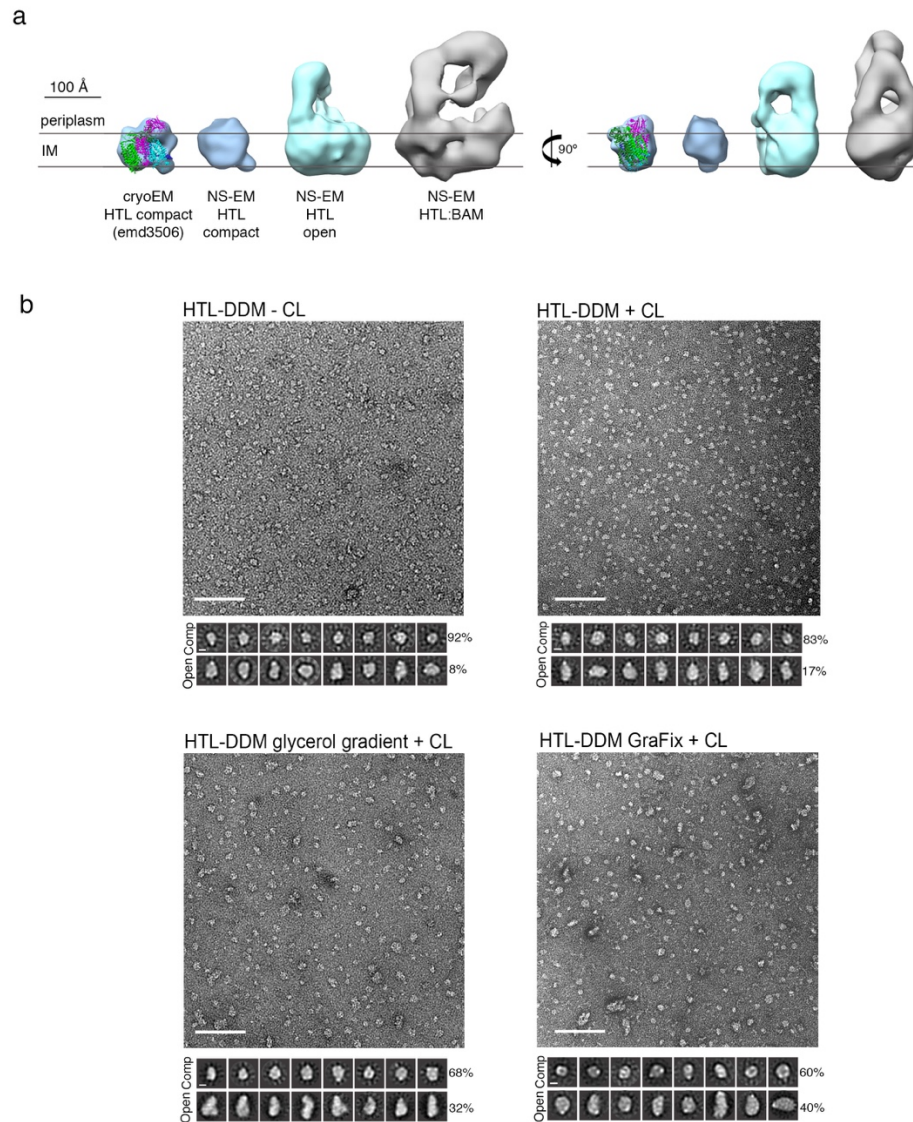 a
100 Å
periplasm
IM
90º
cryoEM
HTL compact
(emd3506)
NS-EM
HTL
compact
NS-EM
HTL
open
NS-EM
HTL:BAM
b
HTL-DDM - CL
Comp
92%
Open
8%
HTL-DDM + CL
Comp
83%
Open
17%
HTL-DDM glycerol gradient + CL
Comp
68%
Open
32%
HTL-DDM GraFix + CL
Comp
60%
Open
40%